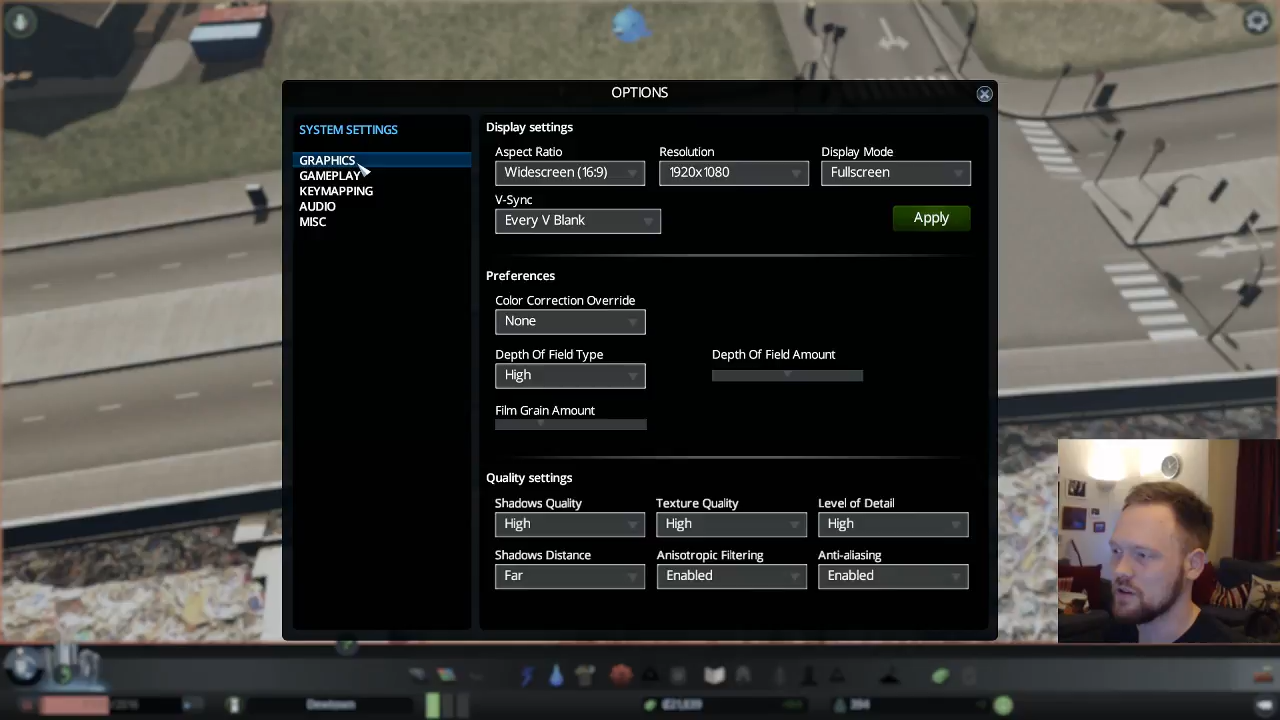 OPTIONS
SYSTEM SETTINGS
GRAPHICS
GAMEPLAY
KEYMAPPING
AUDIO
MISC
Display settings
Aspect Ratio Resolution Display Mode
Widescreen (16:9) 1920x1080 Fullscreen
V-Sync
Every V Blank Apply
Preferences
Color Correction Override
None
Depth Of Field Type Depth Of Field Amount
High
Film Grain Amount
Quality settings
Shadows Quality Texture Quality Level of Detail
High High High
Shadows Distance Anisotropic Filtering Anti-aliasing
Far Enabled Enabled